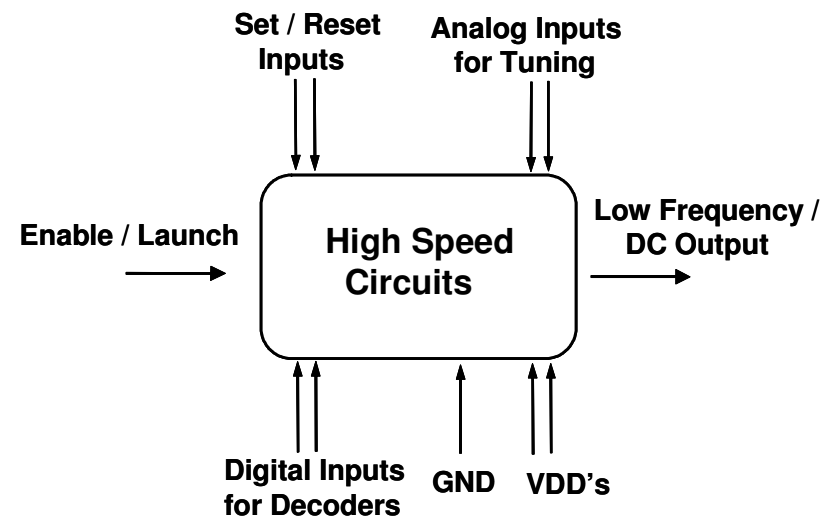 Set / Reset
Inputs
Analog Inputs
for Tuning
Enable / Launch
High Speed
Circuits
Low Frequency /
DC Output
Digital Inputs
for Decoders
GND
VDD's